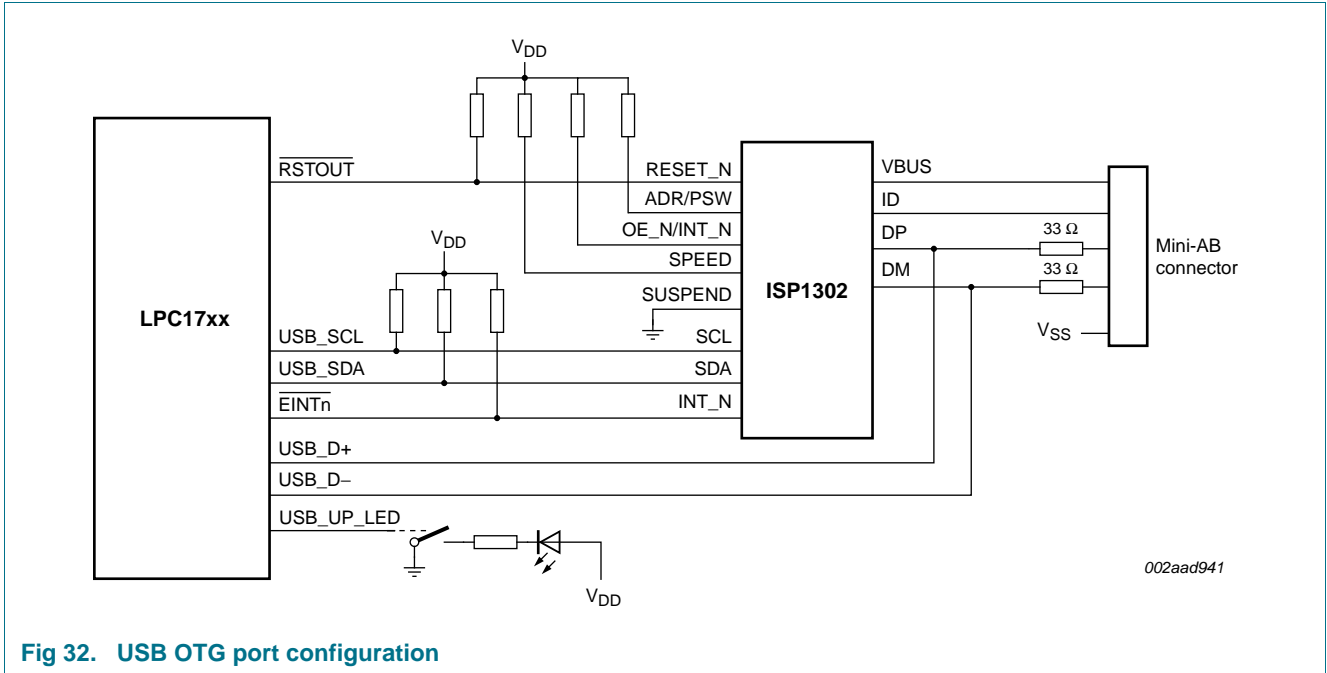 VDD
RSTOUT
RESET_N
VBUS
ADR/PSW
ID
OE_N/INT_N
DP
33 Ω
VDD
SPEED
DM
33 Ω
Mini-AB
connector
LPC17xx
SUSPEND
ISP1302
USB_SCL
SCL
VSS
USB_SDA
SDA
EINTn
INT_N
USB_D+
USB_D−
USB_UP_LED
002aad941
VDD
Fig 32. USB OTG port configuration